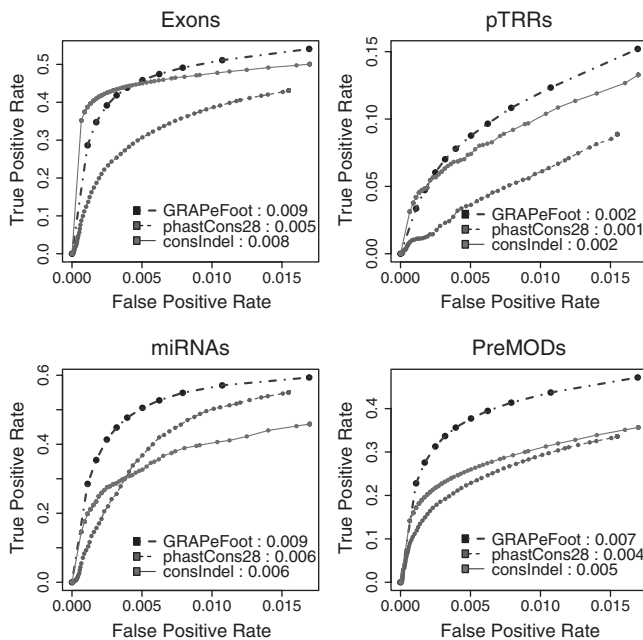 Exons
True Positive Rate
0.5
0.4
0.3
0.2
0.1
0.0
GRAPeFoot : 0.009
phastCons28 : 0.005
consIndel : 0.008
0.000 0.005 0.010 0.015
False Positive Rate
pTRRs
True Positive Rate
0.15
0.10
0.05
0.00
GRAPeFoot : 0.002
phastCons28 : 0.001
consIndel : 0.002
0.000 0.005 0.010 0.015
False Positive Rate
miRNAs
True Positive Rate
0.6
0.4
0.2
0.0
GRAPeFoot : 0.009
phastCons28 : 0.006
consIndel : 0.006
0.000 0.005 0.010 0.015
False Positive Rate
PreMODs
True Positive Rate
0.4
0.3
0.2
0.1
0.0
GRAPeFoot : 0.007
phastCons28 : 0.004
consIndel : 0.005
0.000 0.005 0.010 0.015
False Positive Rate